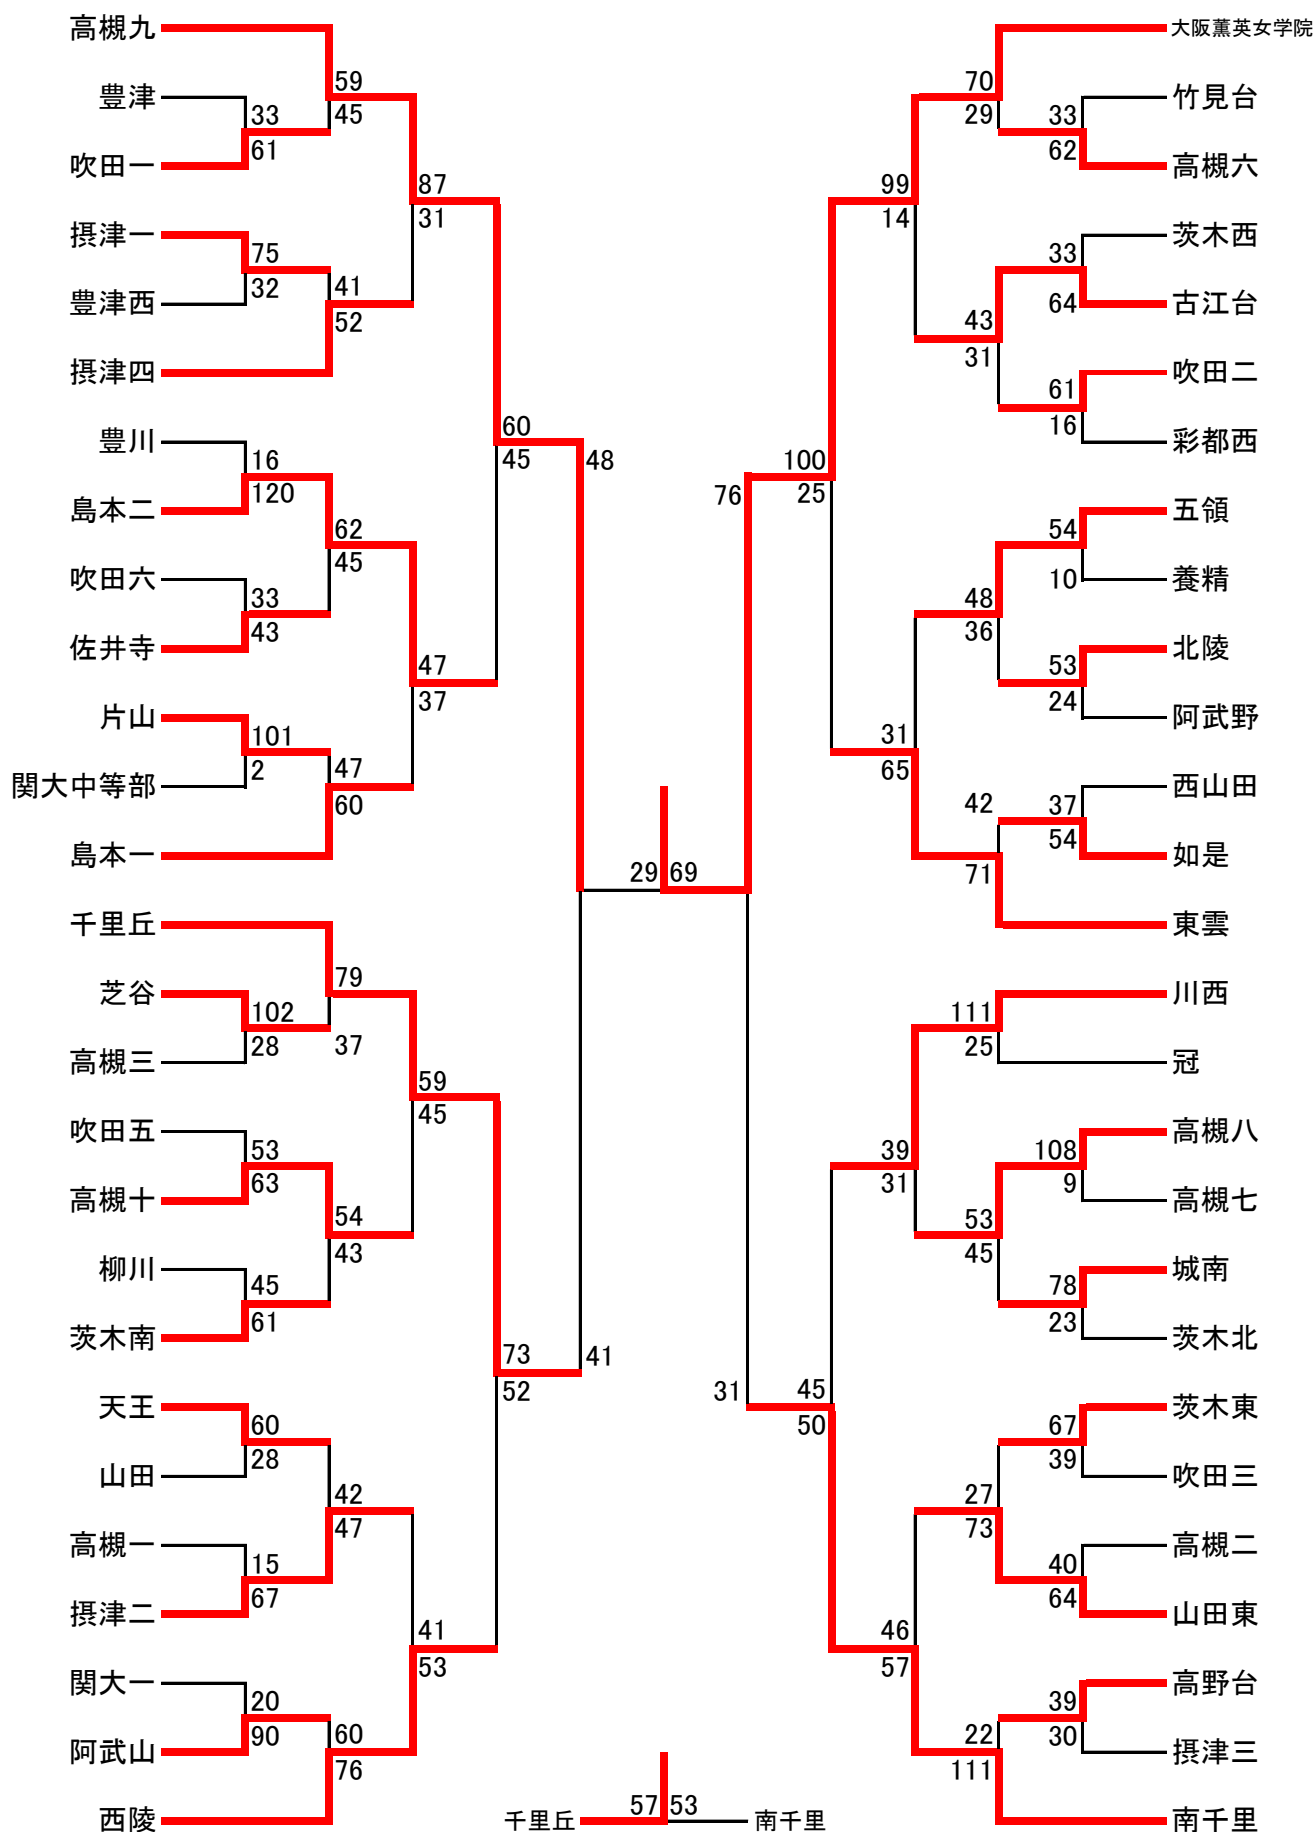 高槻九
豊津
吹田一
摂津一
豊津西
摂津四
豊川
島本二
吹田六
佐井寺
片山
関大中等部
島本一
千里丘
芝谷
高槻三
吹田五
高槻十
柳川
茨木南
天王
山田
高槻一
摂津二
関大一
阿武山
西陵
33
61
75
32
16
120
33
43
101
2
102
28
53
63
45
61
60
28
15
67
20
90
59
45
41
52
62
45
47
60
79
37
54
43
42
47
60
76
87
31
47
37
59
45
41
53
60
45
73
52
48
41
29 69
千里丘 57 53 南千里
76
31
100
25
45
50
99
14
31
65
39
31
46
57
70
29
43
31
48
36
42
71
111
25
53
45
27
73
22
111
33
62
33
64
61
16
54
10
53
24
37
54
108
9
78
23
67
39
40
64
39
30
大阪薫英女学院
竹見台
高槻六
茨木西
古江台
吹田二
彩都西
五領
養精
北陵
阿武野
西山田
如是
東雲
川西
冠
高槻八
高槻七
城南
茨木北
茨木東
吹田三
高槻二
山田東
高野台
摂津三
南千里